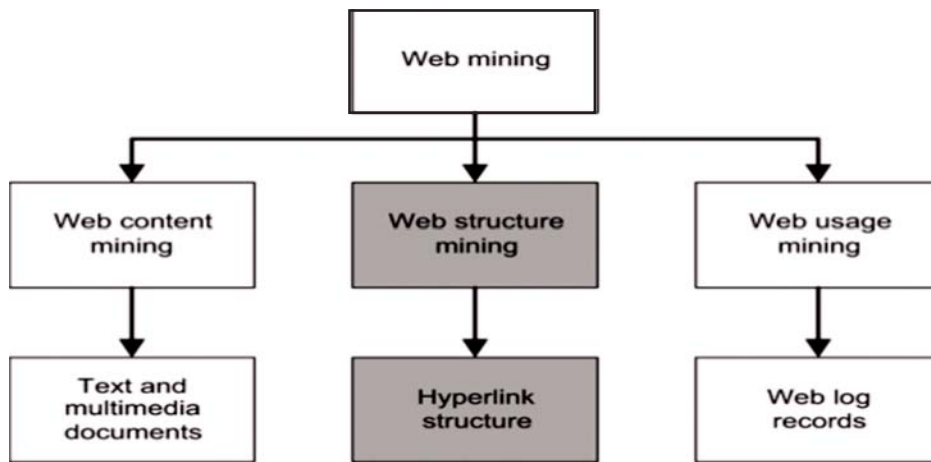 Web mining
Web content
mining
Web structure
mining
Web usage
mining
Text and
multimedia
documents
Hyperlink
structure
Web log
records